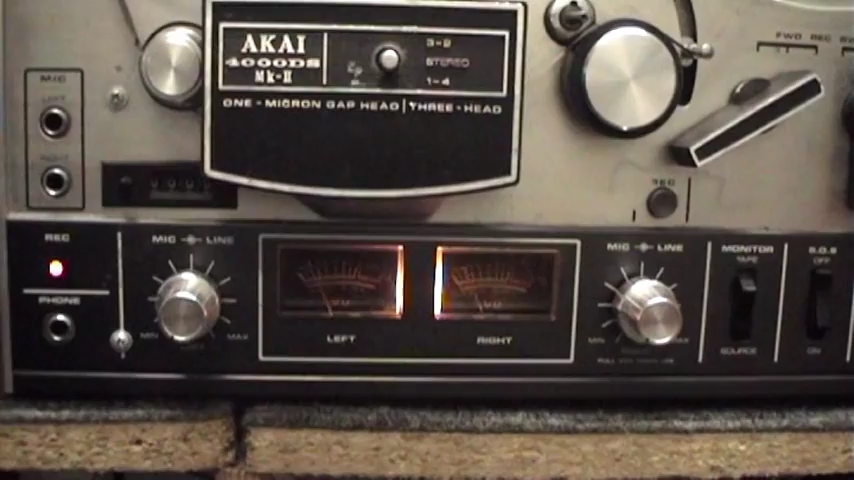 AKAI
4000DS
Mk-II
3-2
STEREO
1-4
ONE-MICRON GAP HEAD | THREE-HEAD
FWD REC
MIC
LEFT
RIGHT
REC
REC
PHONE
MIC LINE
MIN MAX
VU
LEFT
VU
RIGHT
MIC LINE
MIN MAX
MONITOR
TAPE
SOURCE
S.O.S
OFF
ON